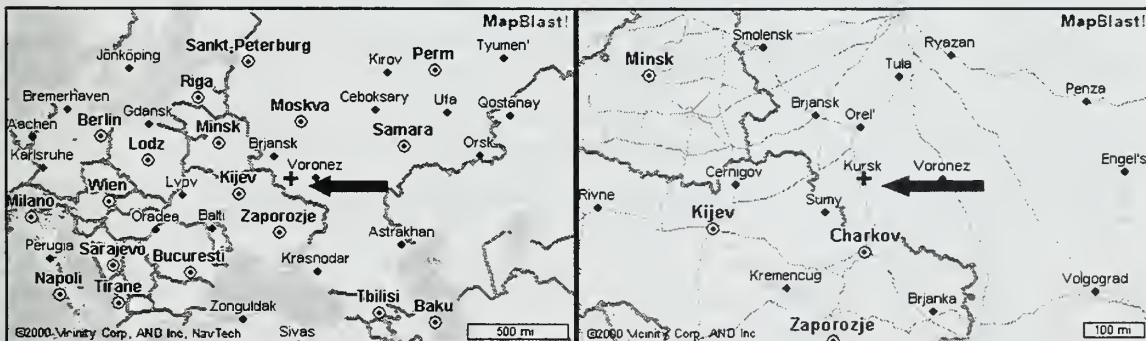 MapBlast!
Sankt-Peterburg
Tyumen'
Jönköping
Kirov
Perm
Riga
Bremerhaven
Gdansk
Moskva
Ceboksary
Ufa
Qostanay
Aachen
Berlin
Minsk
Samara
Lodz
Brjansk
Orsk
Karlsruhe
Voronez
Wien
Lvov
Kijev
Milano
Oradea
Balti
Zaporozje
Perugia
Sarajevo
Astrakhan
Bucuresti
Krasnodar
Napoli
Tirane
Zonguldak
Tbilisi
Baku
Sivas
©2000 Vicinity Corp, AND Inc, NavTech
500 mi
MapBlast!
Smolensk
Ryazan
Minsk
Tula
Penza
Brjansk
Orel'
Kursk
Voronez
Engel's
Cernigov
Rivne
Sumy
Kijev
Charkov
Kremencug
Volgograd
Brjanka
Zaporozje
©2000 Vicinity Corp, AND Inc
100 mi